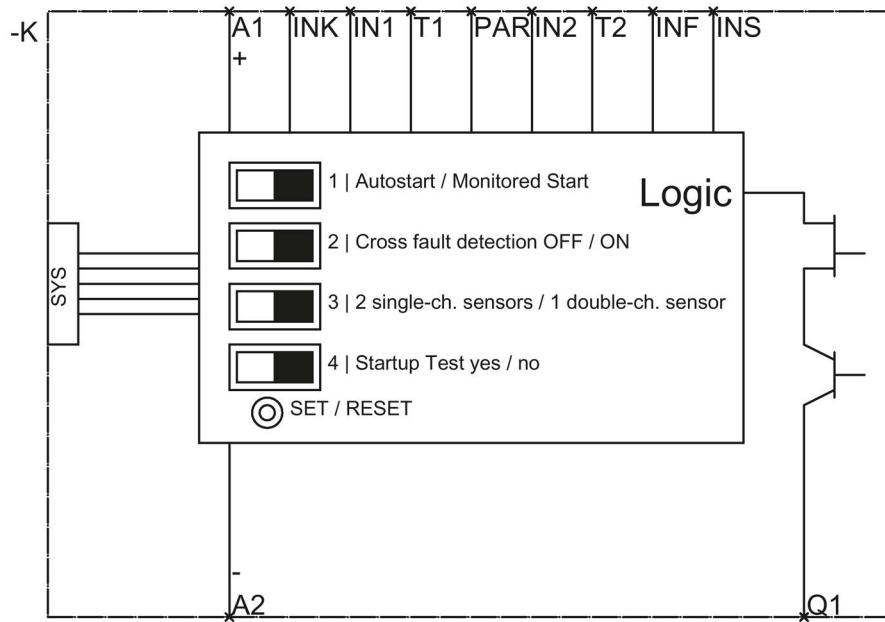 -K
A1 INK IN1 T1 PAR IN2 T2 INF INS
+
1 | Autostart / Monitored Start
Logic
2 | Cross fault detection OFF / ON
SYS
3 | 2 single-ch. sensors / 1 double-ch. sensor
4 | Startup Test yes / no
SET / RESET
-
A2 Q1